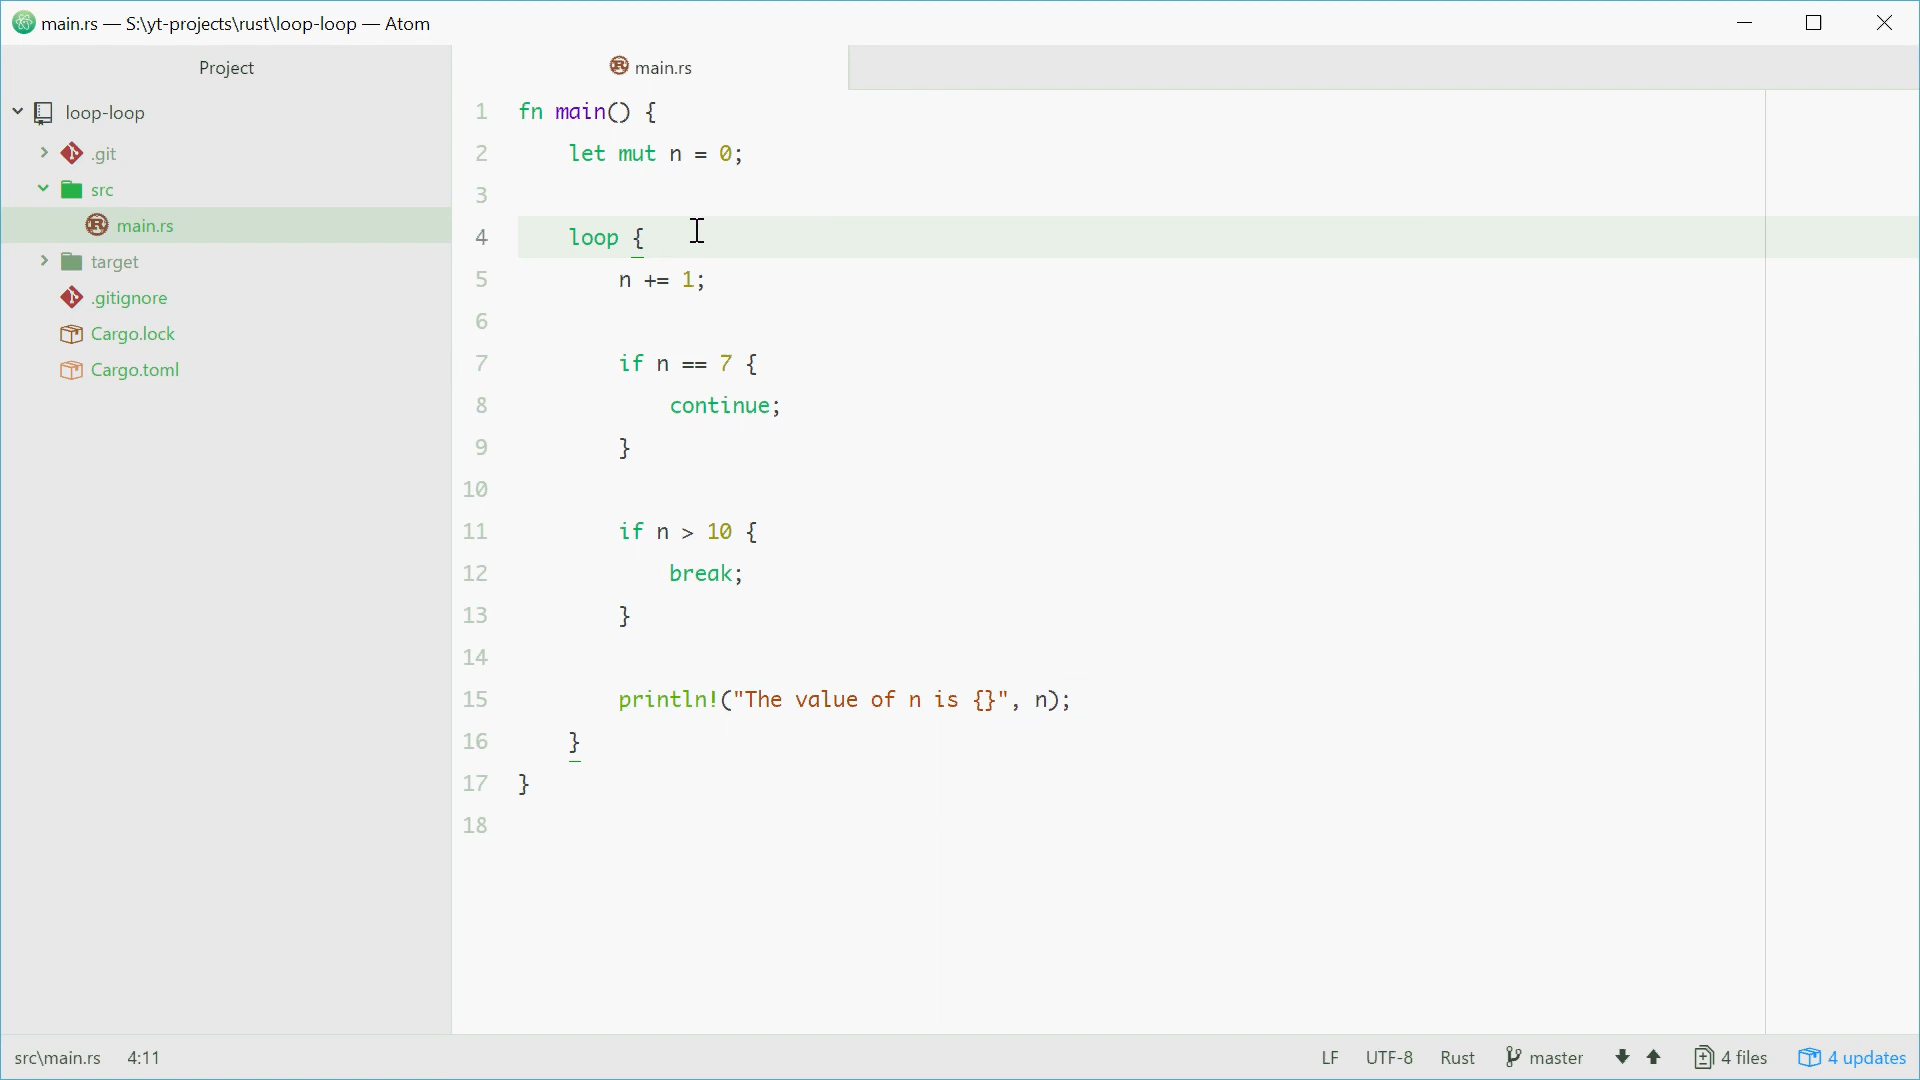 main.rs — S:\yt-projects\rust\loop-loop — Atom
Project
main.rs
loop-loop
.git
src
main.rs
target
.gitignore
Cargo.lock
Cargo.toml
1 fn main() {
2     let mut n = 0;
3
4     loop {
5         n += 1;
6
7         if n == 7 {
8             continue;
9         }
10
11         if n > 10 {
12             break;
13         }
14
15         println!("The value of n is {}", n);
16     }
17 }
18
src\main.rs 4:11 LF UTF-8 Rust master 4 files 4 updates